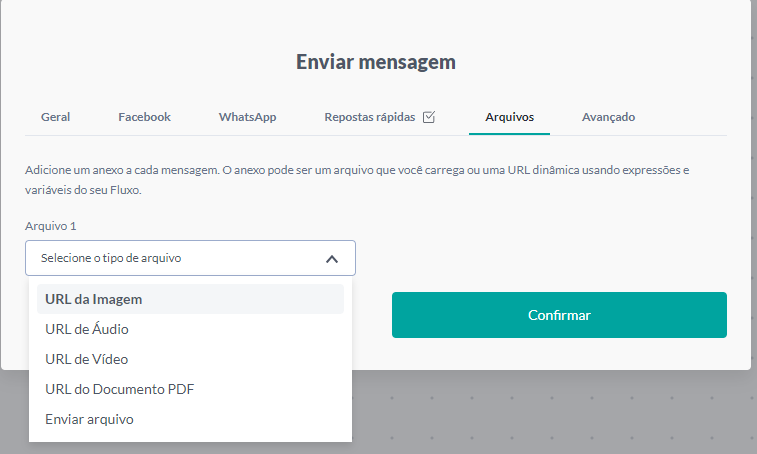 Enviar mensagem
Geral Facebook WhatsApp Repostas rápidas Arquivos Avançado
Adicione um anexo a cada mensagem. O anexo pode ser um arquivo que você carrega ou uma URL dinâmica usando expressões e
variáveis do seu Fluxo.
Arquivo 1
Selecione o tipo de arquivo
URL da Imagem
URL de Áudio
URL de Vídeo
URL do Documento PDF
Enviar arquivo
Confirmar